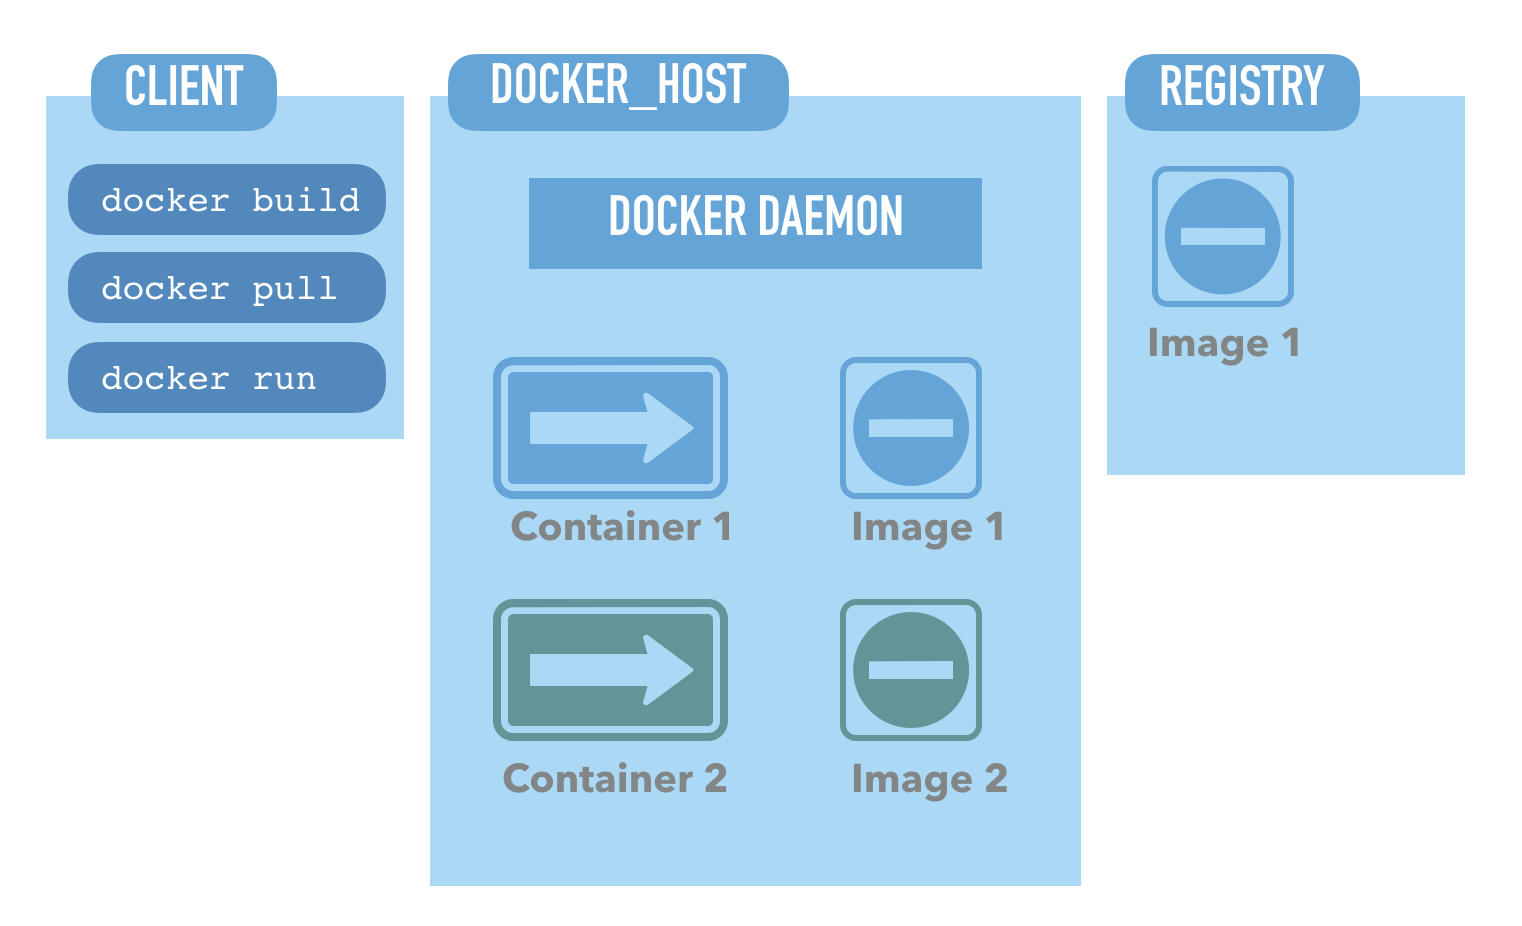 CLIENT
docker build
docker pull
docker run
DOCKER_HOST
DOCKER DAEMON
Container 1
Image 1
Container 2
Image 2
REGISTRY
Image 1